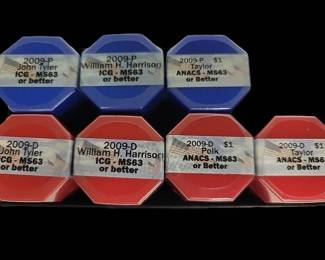 2009-P
John Tyler
ICG - MS63
or better
2009-P
William H. Harrison
ICG - MS63
or better
2009-P $1
Taylor
ANACS - MS63
or Better
2009-D
John Tyler
ICG - MS63
or better
2009-D
William H. Harrison
ICG - MS63
or better
2009-D $1
Polk
ANACS - MS63
or Better
2009-D $1
Taylor
ANACS - MS63
or Better